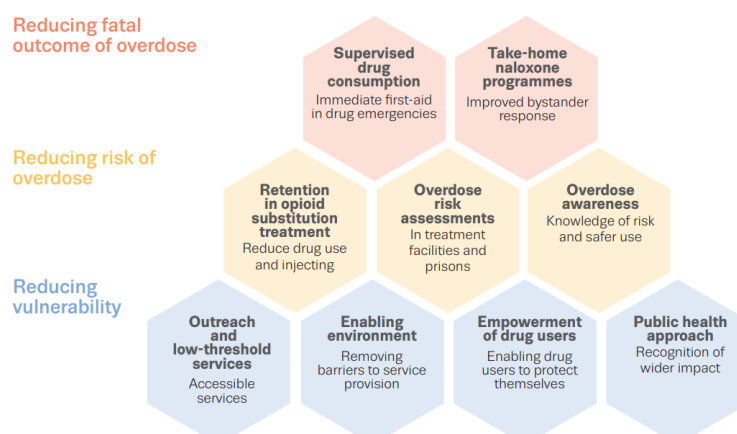 Reducing fatal
outcome of overdose
Supervised
drug
consumption
Immediate first-aid
in drug emergencies
Take-home
naloxone
programmes
Improved bystander
response
Reducing risk of
overdose
Retention
in opioid
substitution
treatment
Reduce drug use
and injecting
Overdose
risk
assessments
In treatment
facilities and
prisons
Overdose
awareness
Knowledge of risk
and safer use
Reducing
vulnerability
Outreach
and
low-threshold
services
Accessible
services
Enabling
environment
Removing
barriers to service
provision
Empowerment
of drug users
Enabling drug
users to protect
themselves
Public health
approach
Recognition of
wider impact